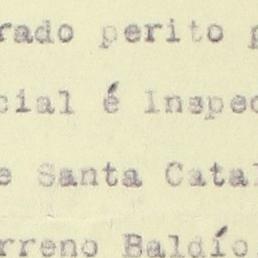 rado perito p
cial é Inspec
e Santa Catal
rreno Baldío